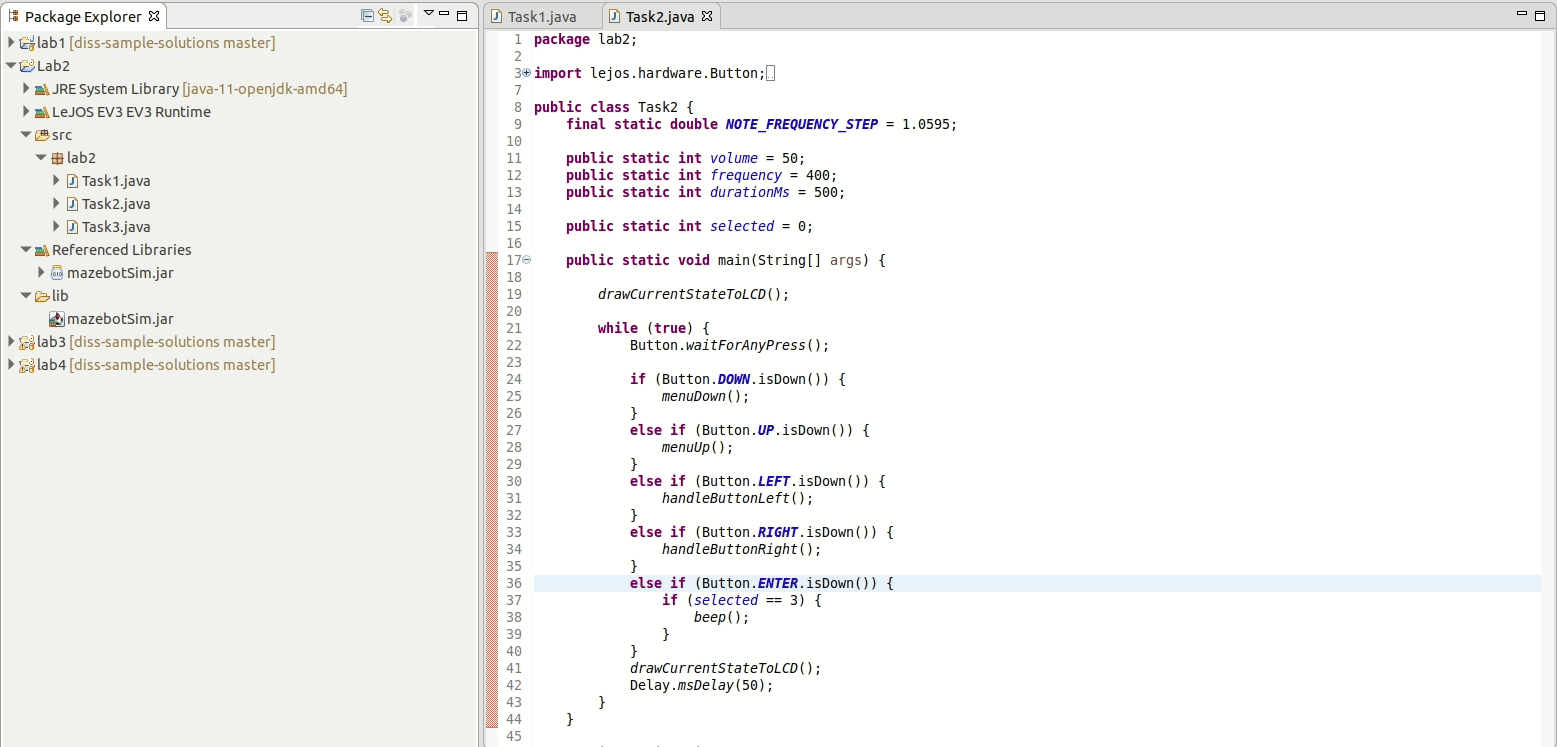 Package Explorer
lab1 [diss-sample-solutions master]
Lab2
JRE System Library [java-11-openjdk-amd64]
LeJOS EV3 EV3 Runtime
src
lab2
Task1.java
Task2.java
Task3.java
Referenced Libraries
mazebotSim.jar
lib
mazebotSim.jar
lab3 [diss-sample-solutions master]
lab4 [diss-sample-solutions master]
Task1.java
Task2.java
1 package lab2;
2
3 import lejos.hardware.Button;
7
8 public class Task2 {
9 final static double NOTE_FREQUENCY_STEP = 1.0595;
10
11 public static int volume = 50;
12 public static int frequency = 400;
13 public static int durationMs = 500;
14
15 public static int selected = 0;
16
17 public static void main(String[] args) {
18
19 drawCurrentStateToLCD();
20
21 while (true) {
22 Button.waitForAnyPress();
23
24 if (Button.DOWN.isDown()) {
25 menuDown();
26 }
27 else if (Button.UP.isDown()) {
28 menuUp();
29 }
30 else if (Button.LEFT.isDown()) {
31 handleButtonLeft();
32 }
33 else if (Button.RIGHT.isDown()) {
34 handleButtonRight();
35 }
36 else if (Button.ENTER.isDown()) {
37 if (selected == 3) {
38 beep();
39 }
40 }
41 drawCurrentStateToLCD();
42 Delay.msDelay(50);
43 }
44 }
45